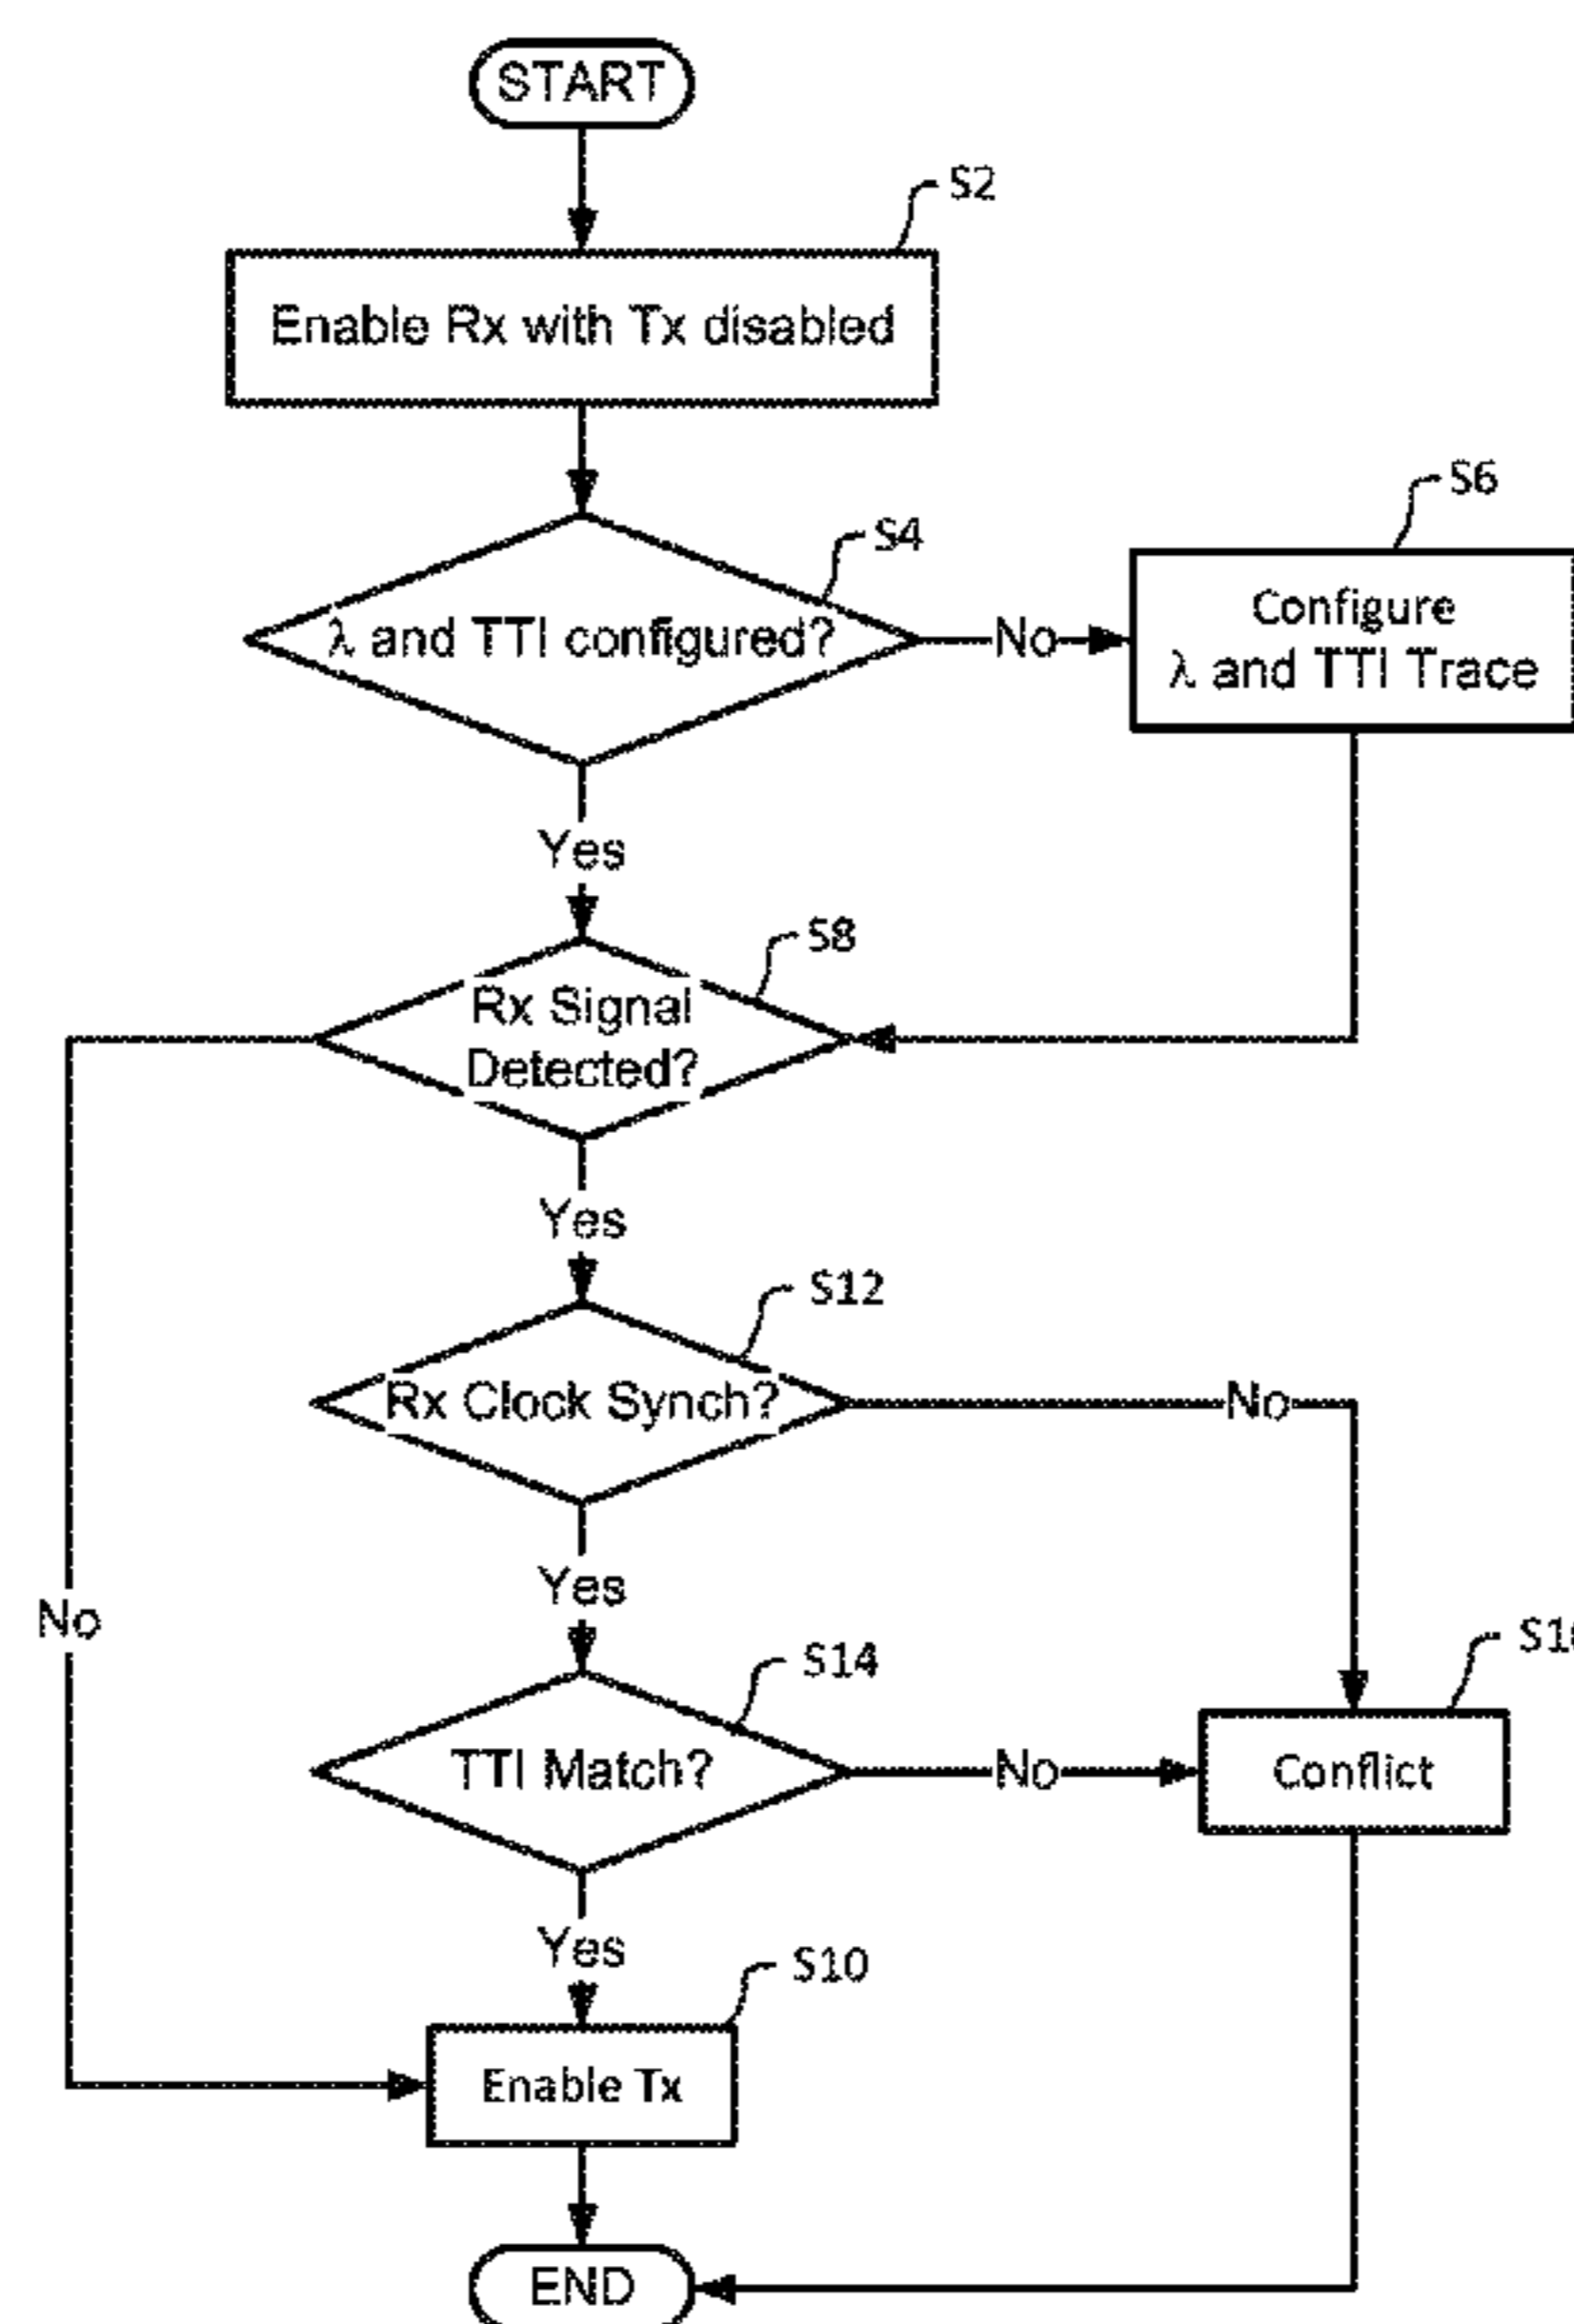 START
S2
Enable Rx with Tx disabled
S4
λ and TTI configured?
No
S6
Configure
λ and TTI Trace
Yes
S8
Rx Signal
Detected?
Yes
S12
Rx Clock Synch?
No
Yes
No
S14
TTI Match?
No
Conflict
Yes
S10
Enable Tx
END